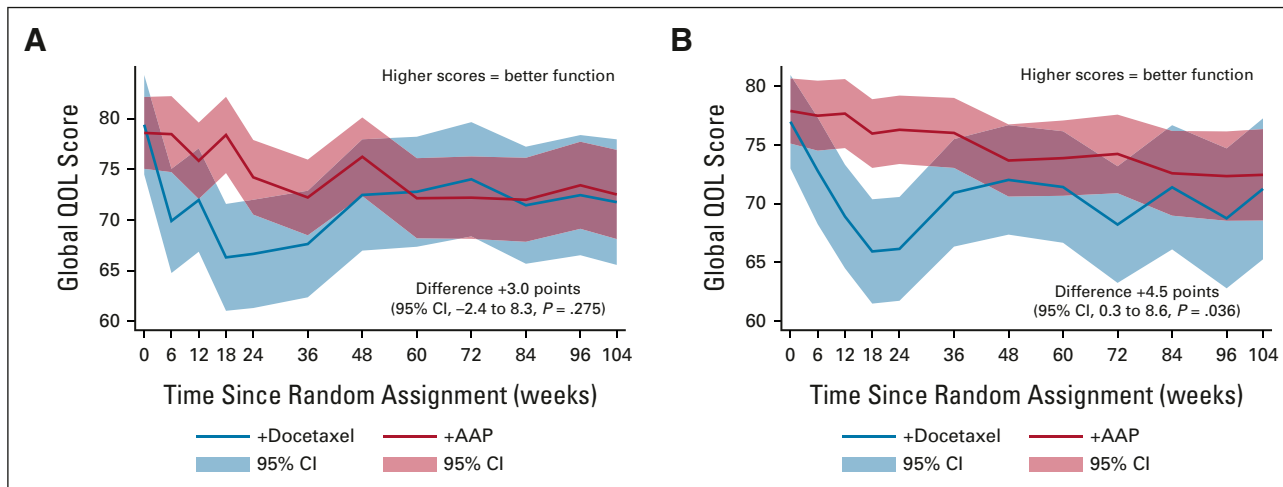 A
Higher scores = better function
Global QOL Score
80
75
70
65
60
Difference +3.0 points
(95% CI, –2.4 to 8.3, P = .275)
0 6 12 18 24 36 48 60 72 84 96 104
Time Since Random Assignment (weeks)
+Docetaxel +AAP
95% CI 95% CI
B
Higher scores = better function
Global QOL Score
80
75
70
65
60
Difference +4.5 points
(95% CI, 0.3 to 8.6, P = .036)
0 6 12 18 24 36 48 60 72 84 96 104
Time Since Random Assignment (weeks)
+Docetaxel +AAP
95% CI 95% CI